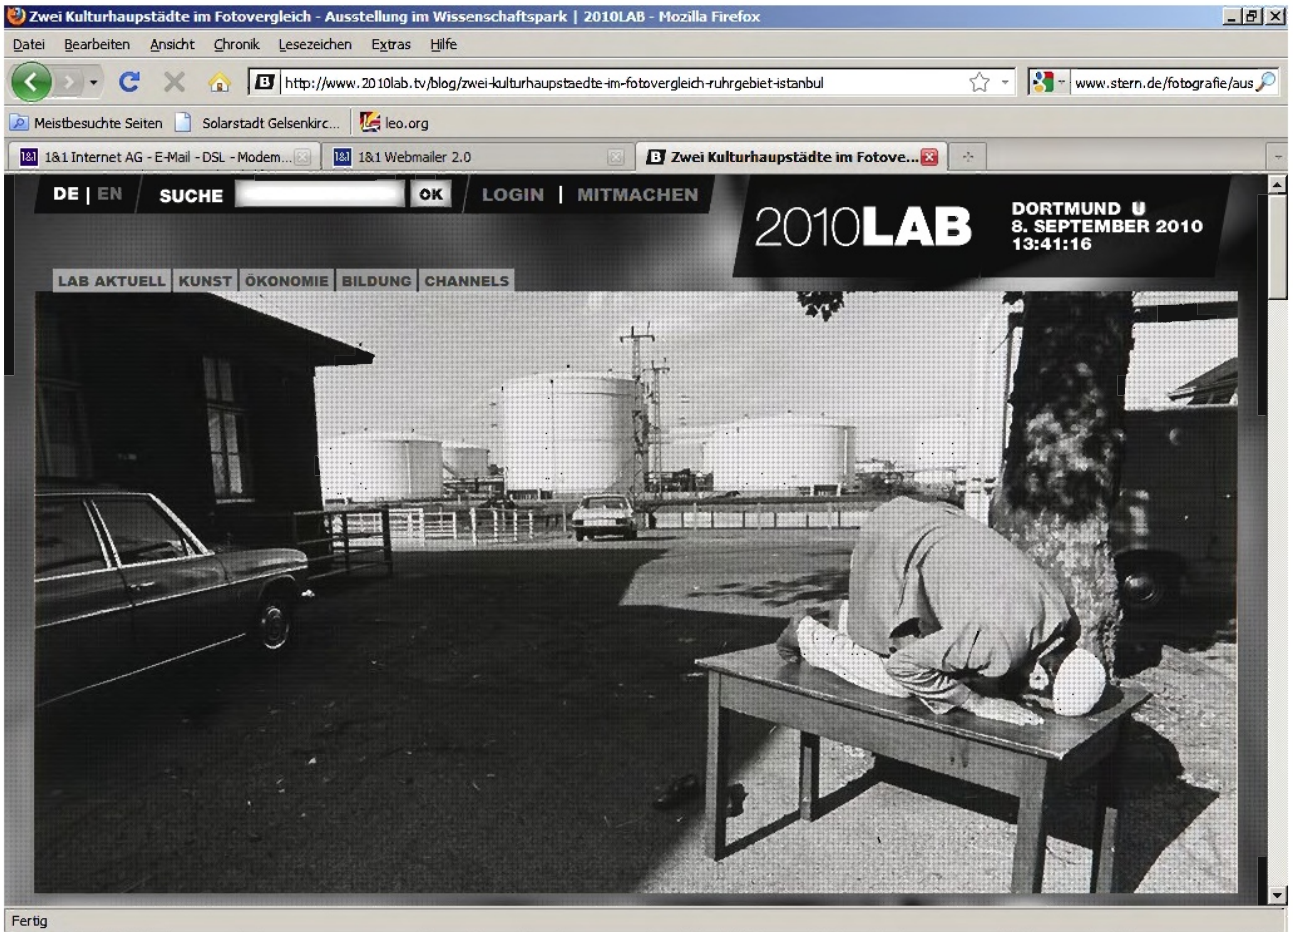 Zwei Kulturhaupstädte im Fotovergleich - Ausstellung im Wissenschaftspark | 2010LAB - Mozilla Firefox
Datei Bearbeiten Ansicht Chronik Lesezeichen Extras Hilfe
http://www.2010lab.tv/blog/zwei-kulturhaupstaedte-im-fotovergleich-ruhrgebiet-istanbul
www.stern.de/fotografie/aus
Meistbesuchte Seiten Solarstadt Gelsenkirc... leo.org
1&1 Internet AG - E-Mail - DSL - Modem... 1&1 Webmailer 2.0 Zwei Kulturhaupstädte im Fotove...
DE | EN SUCHE OK LOGIN | MITMACHEN
2010LAB
DORTMUND U
8. SEPTEMBER 2010
13:41:16
LAB AKTUELL KUNST ÖKONOMIE BILDUNG CHANNELS
Fertig